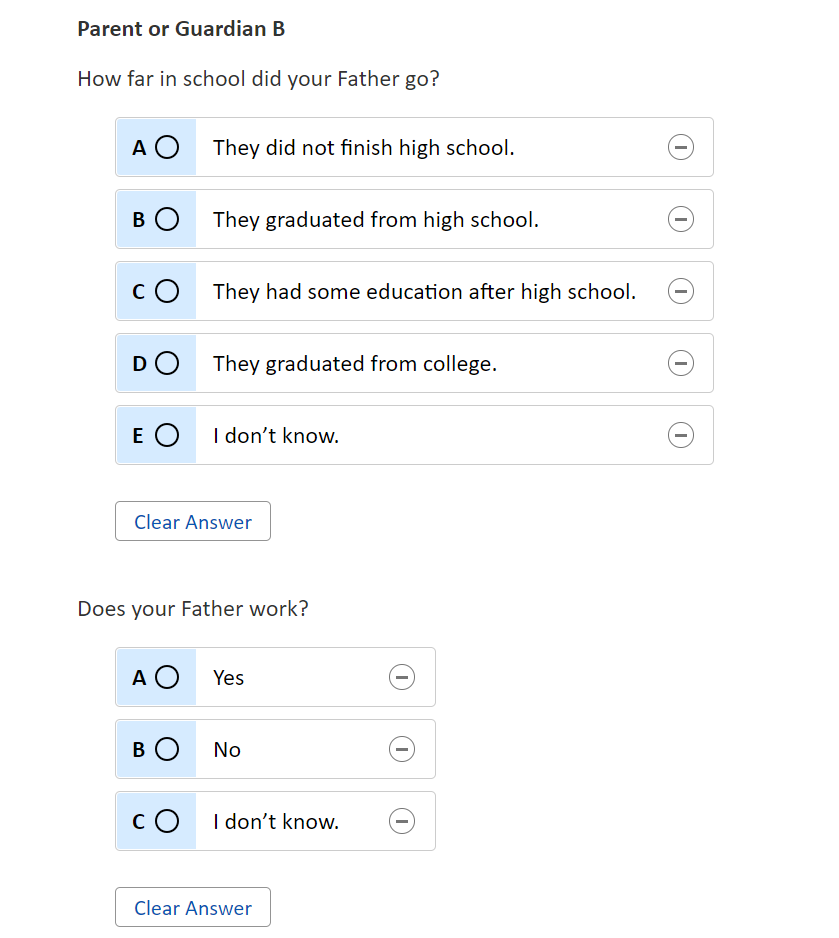 Parent or Guardian B
How far in school did your Father go?
A They did not finish high school.
B They graduated from high school.
C They had some education after high school.
D They graduated from college.
E I don’t know.
Clear Answer
Does your Father work?
A Yes
B No
C I don’t know.
Clear Answer